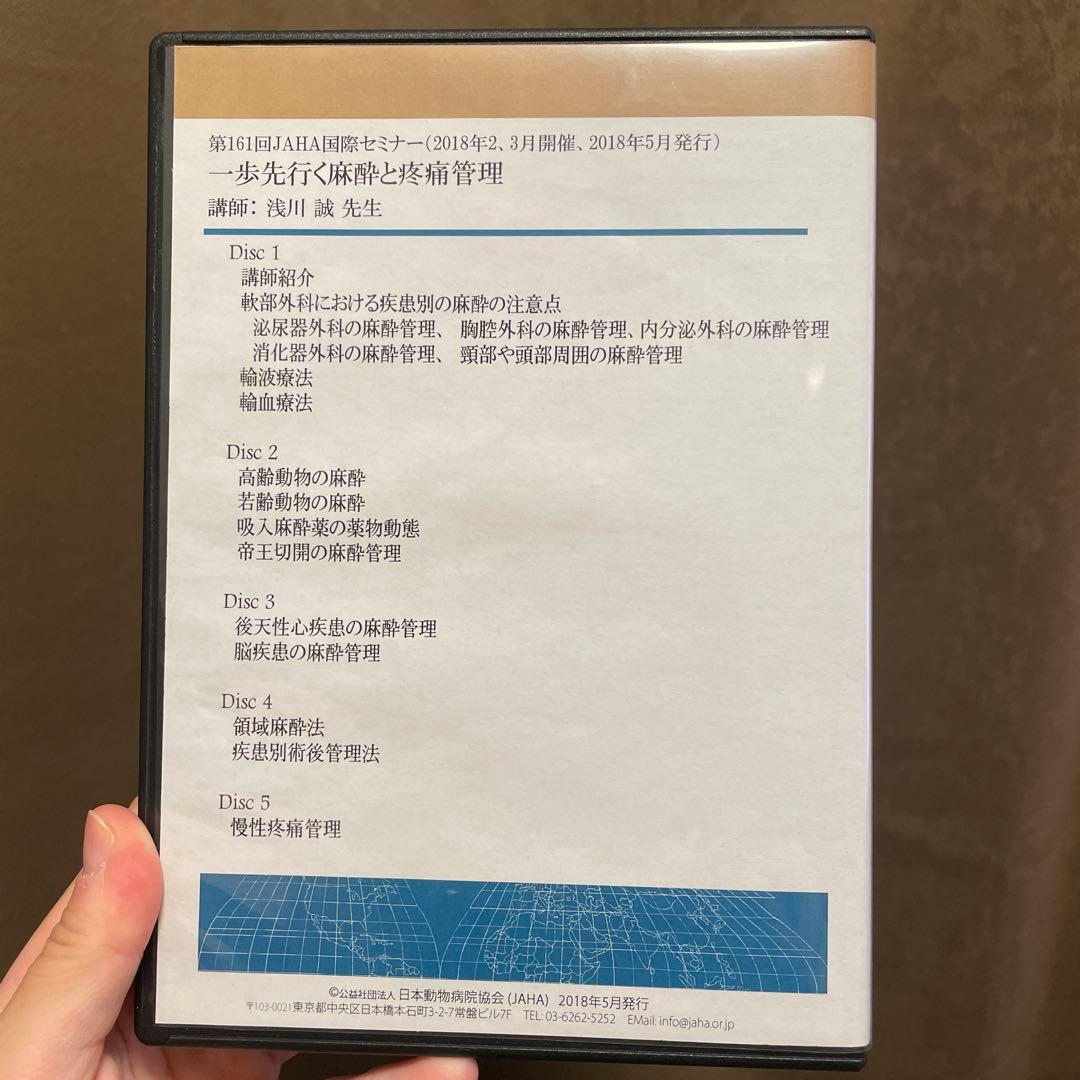 第161回JAHA国際セミナー(2018年2、3月開催、2018年5月発行)
一歩先行く麻酔と疼痛管理
講師: 浅川 誠 先生
Disc 1
講師紹介
軟部外科における疾患別の麻酔の注意点
泌尿器外科の麻酔管理、 胸腔外科の麻酔管理、内分泌外科の麻酔管理
消化器外科の麻酔管理、 頸部や頭部周囲の麻酔管理
輸液療法
輸血療法
Disc 2
高齢動物の麻酔
若齢動物の麻酔
吸入麻酔薬の薬物動態
帝王切開の麻酔管理
Disc 3
後天性心疾患の麻酔管理
脳疾患の麻酔管理
Disc 4
領域麻酔法
疾患別術後管理法
Disc 5
慢性疼痛管理
©公益社団法人 日本動物病院協会 (JAHA) 2018年5月発行
〒103-0021東京都中央区日本橋本石町3-2-7常盤ビル7F TEL: 03-6262-5252 EMail: info@jaha.or.jp